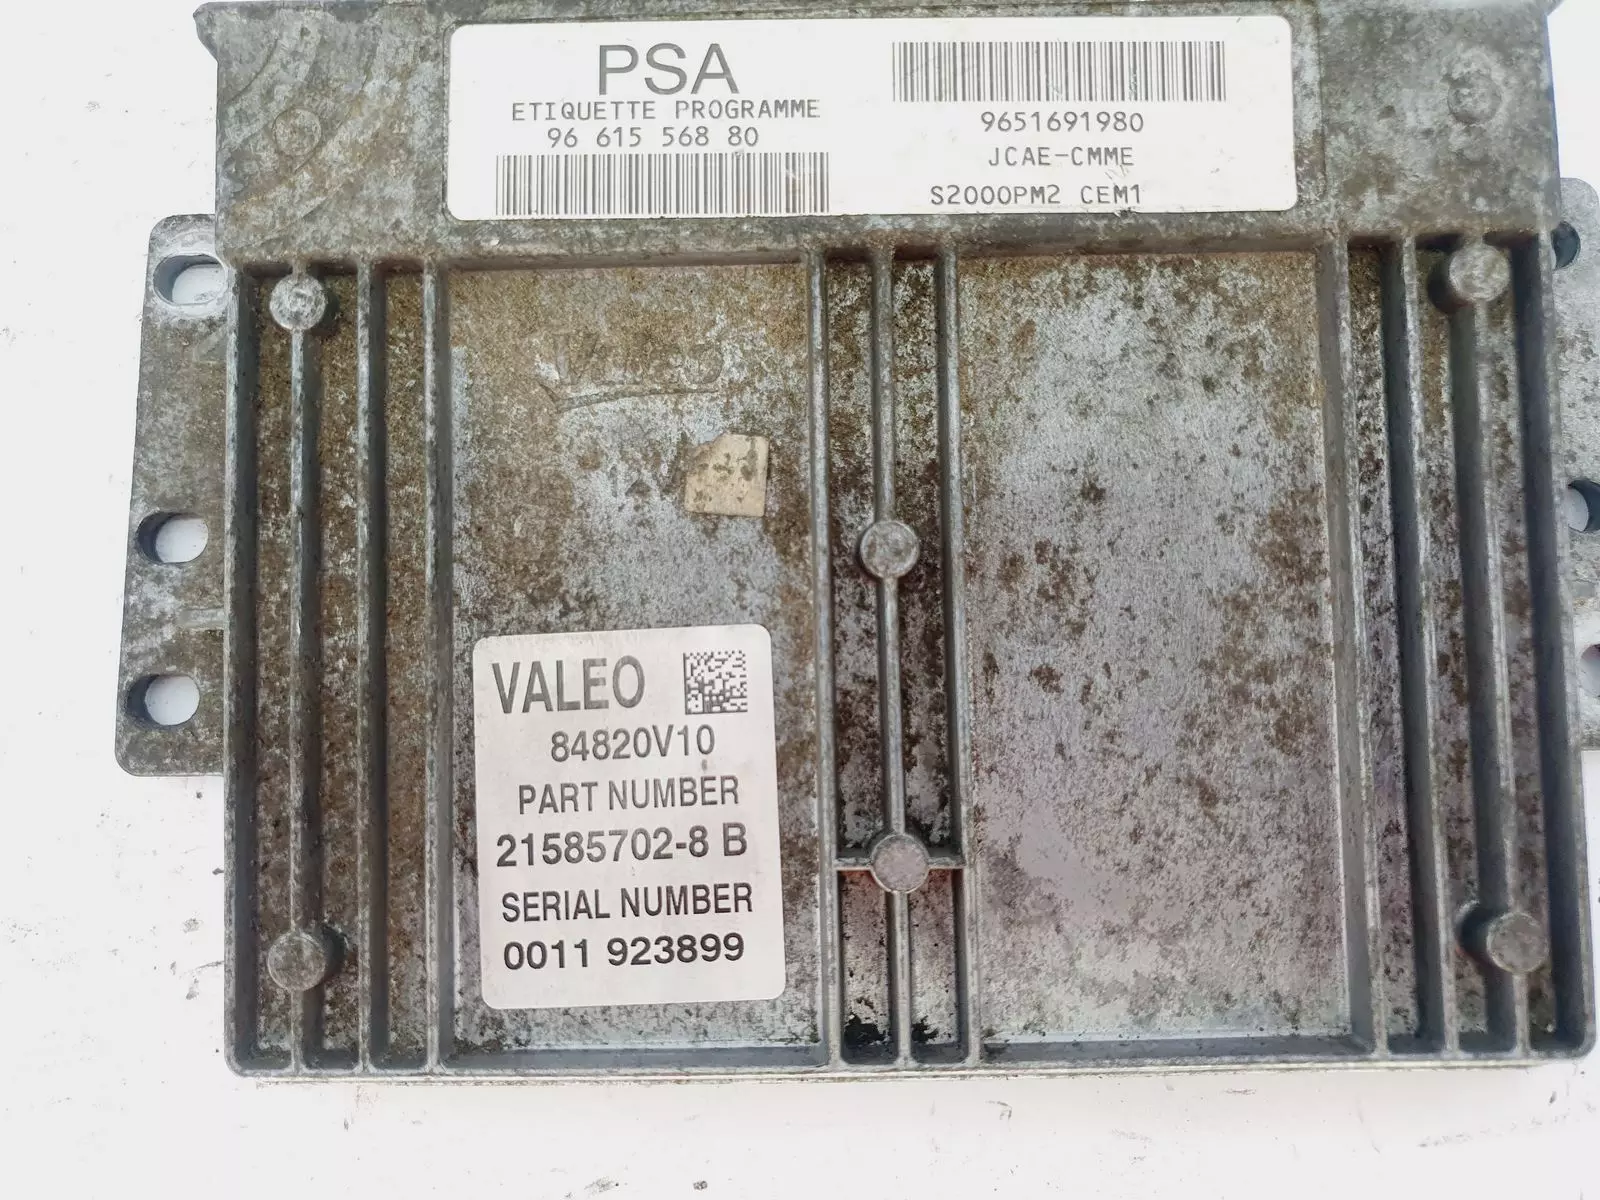 PSA
ETIQUETTE PROGRAMME
96 615 568 80
9651691980
JCAE-CMME
S2000PM2 CEM1
Valeo
VALEO
84820V10
PART NUMBER
21585702-8 B
SERIAL NUMBER
0011 923899